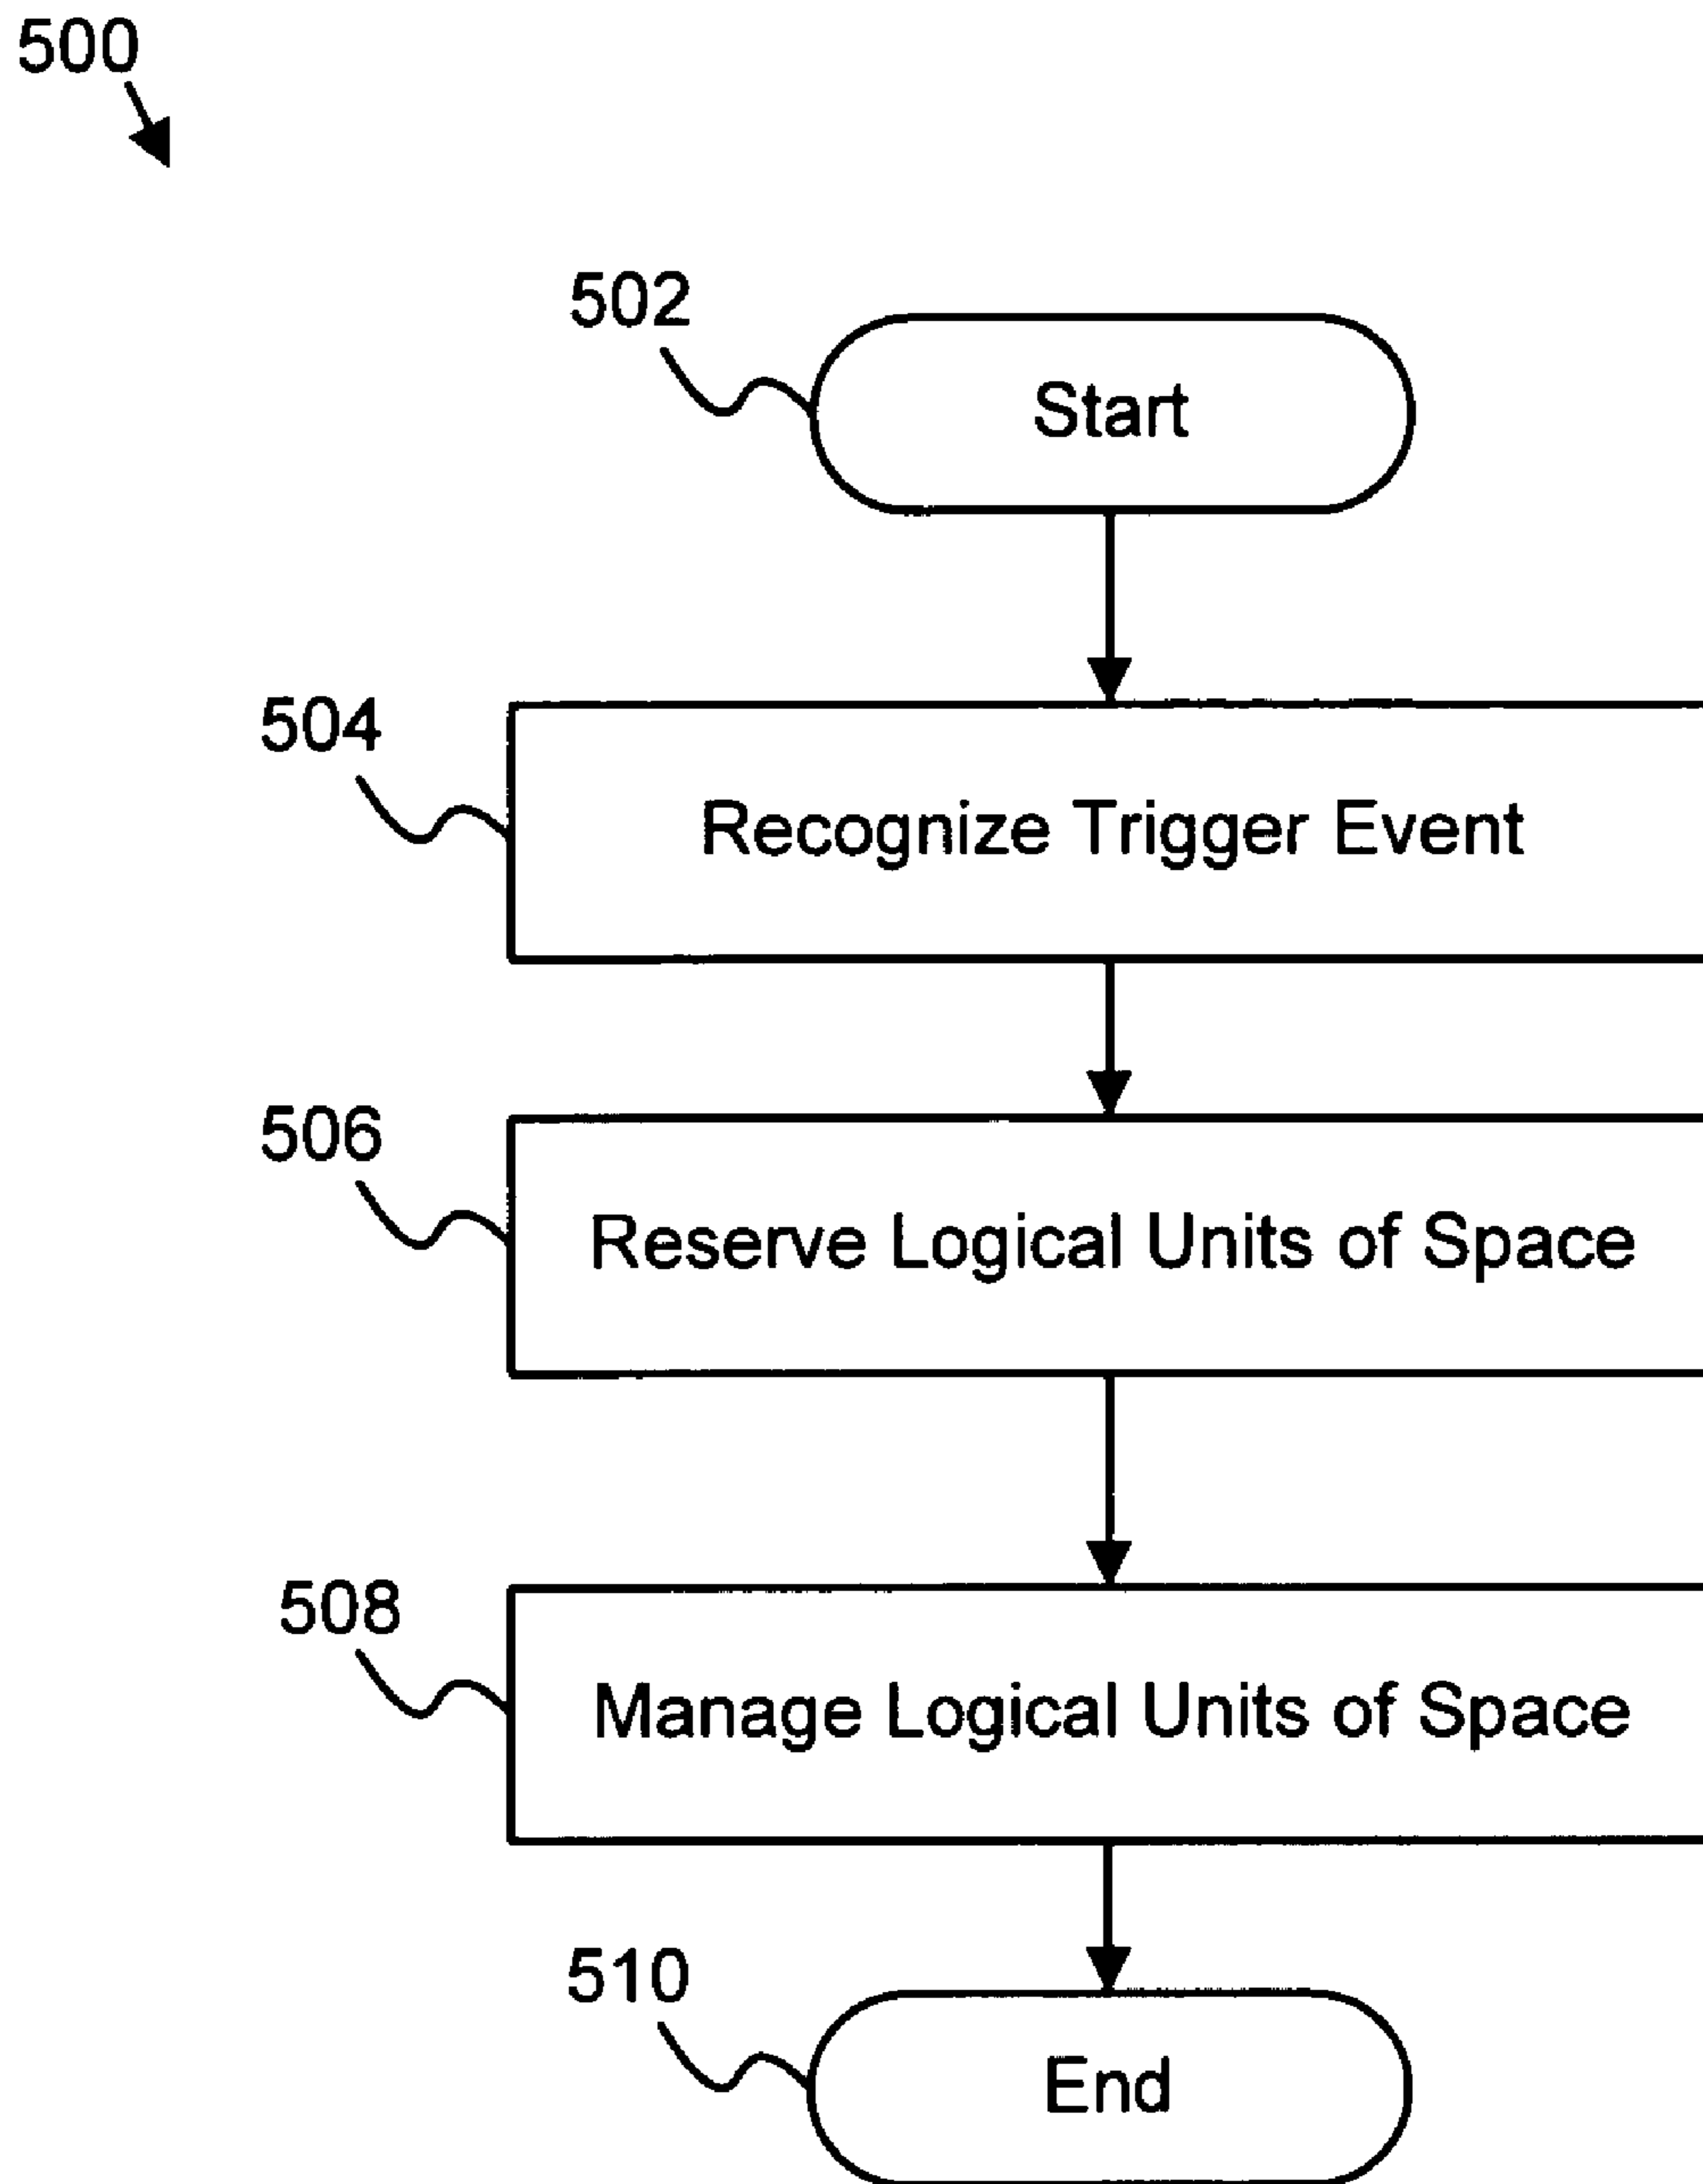 500
502
Start
504
Recognize Trigger Event
506
Reserve Logical Units of Space
508
Manage Logical Units of Space
510
End